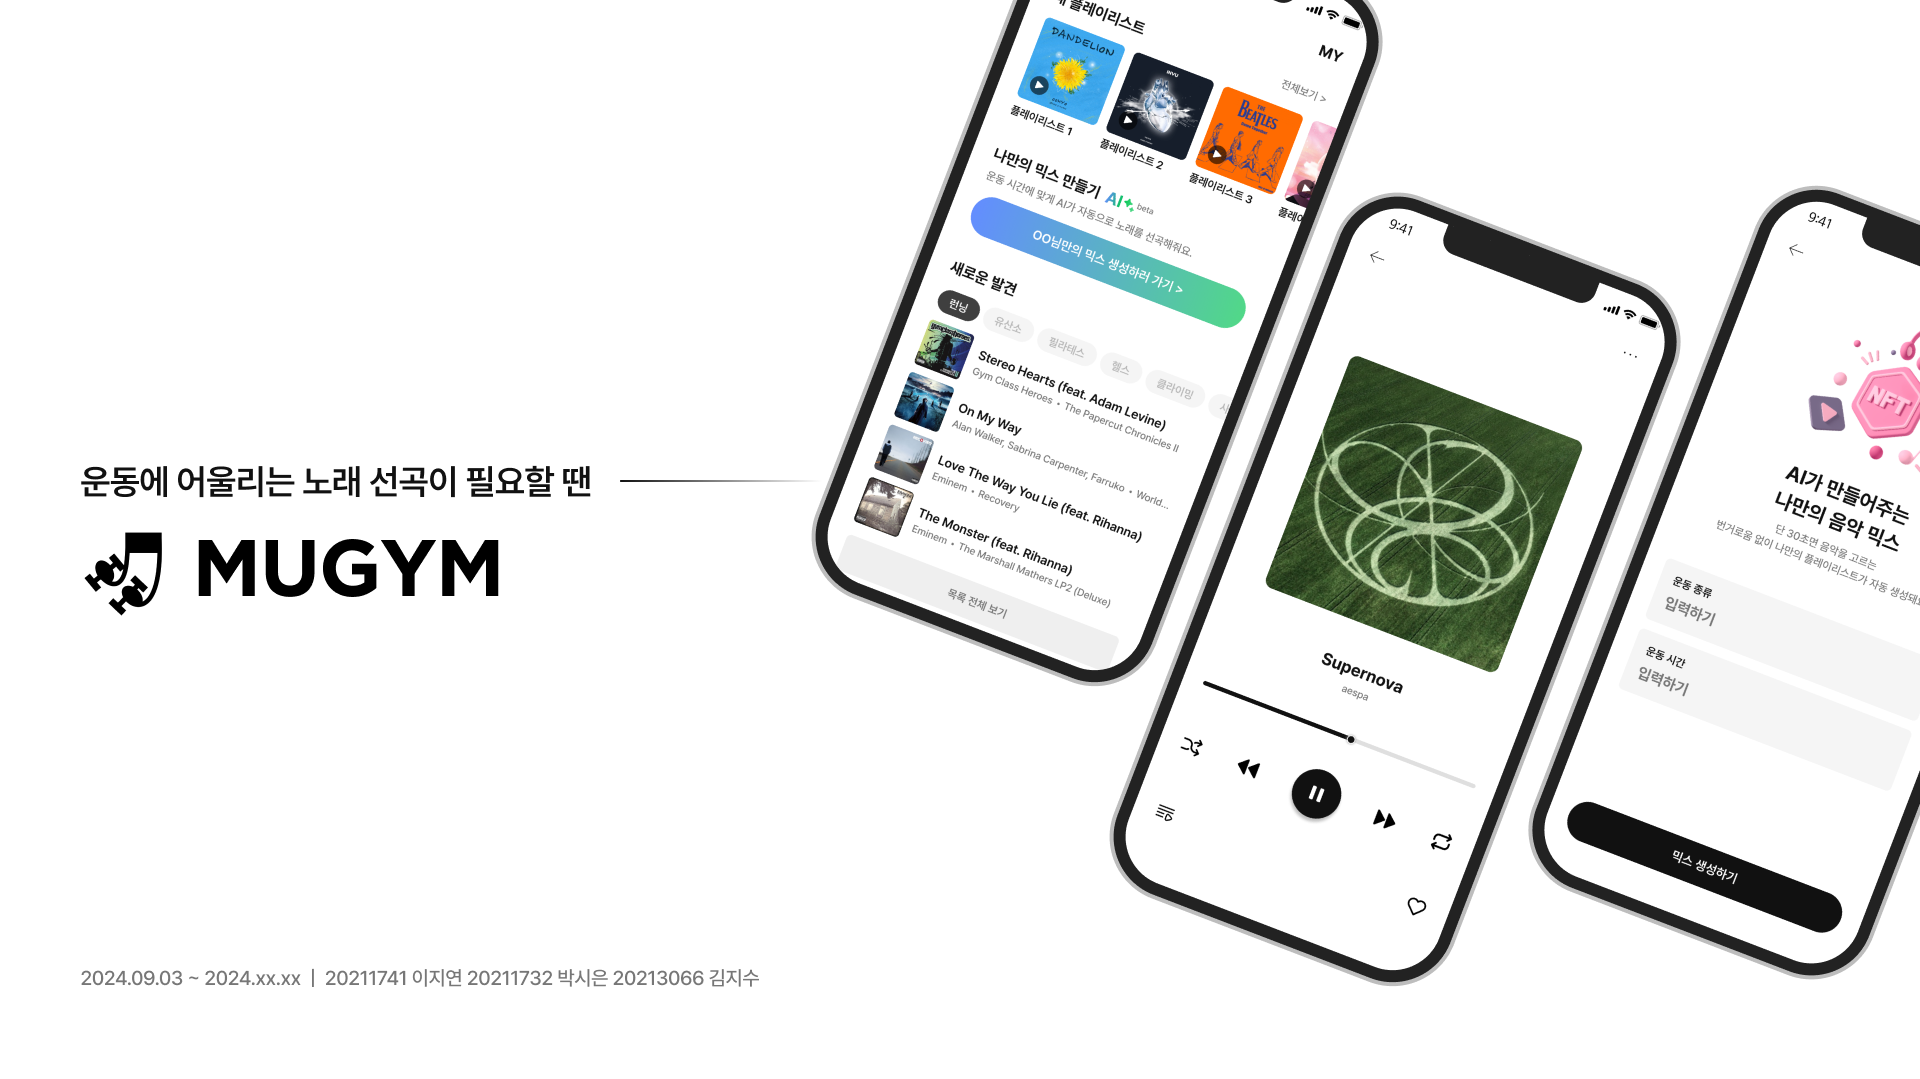 운동에 어울리는 노래 선곡이 필요할 땐
MUGYM
2024.09.03 ~ 2024.xx.xx | 20211741 이지연 20211732 박시은 20213066 김지수
플레이리스트
MY
전체보기 >
DANDELION
INVU
THE BEATLES
플레이리스트 1
플레이리스트 2
플레이리스트 3
나만의 믹스 만들기 AI beta
운동 시간에 맞게 AI가 자동으로 노래를 선곡해줘요.
OO님만의 믹스 생성하러 가기 >
새로운 발견
런닝 유산소 필라테스 헬스 클라이밍
Stereo Hearts (feat. Adam Levine)
Gym Class Heroes • The Papercut Chronicles II
On My Way
Alan Walker, Sabrina Carpenter, Farruko • World...
Love The Way You Lie (feat. Rihanna)
Eminem • Recovery
The Monster (feat. Rihanna)
Eminem • The Marshall Mathers LP2 (Deluxe)
목록 전체 보기
9:41
Supernova
aespa
9:41
NFT
AI가 만들어주는
나만의 음악 믹스
단 30초면 음악을 고르는
번거로움 없이 나만의 플레이리스트가 자동 생성돼요
운동 종류
입력하기
운동 시간
입력하기
믹스 생성하기